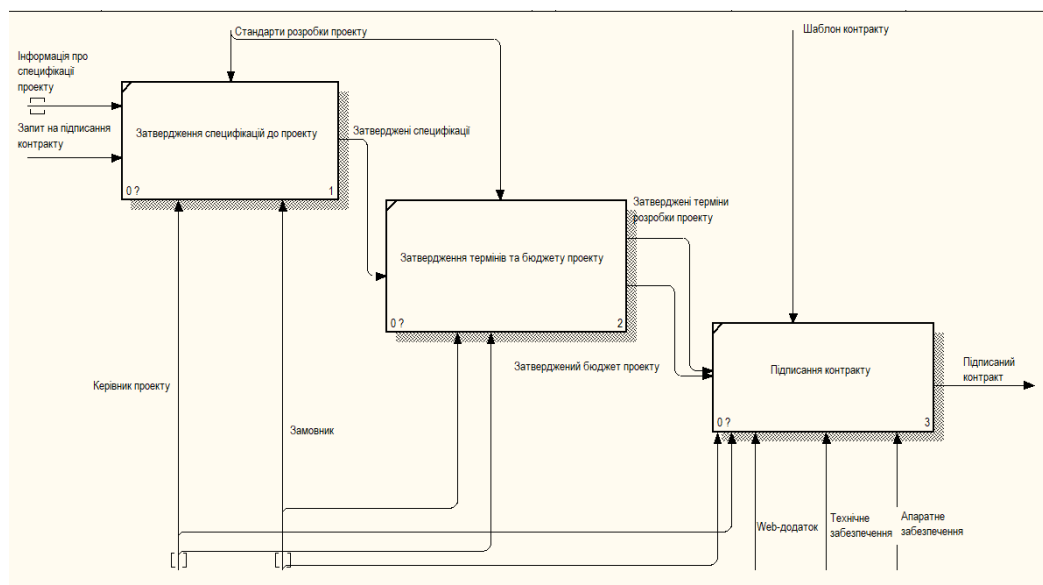 Стандарти розробки проекту
Шаблон контракту
Інформація про
специфікації
проекту
Запит на підписання
контракту
Затвердження специфікацій до проекту
0 ?
1
Затверджені специфікації
Затверджені терміни
розробки проекту
Затвердження термінів та бюджету проекту
0 ?
2
Затверджений бюджет проекту
Підписання контракту
0 ?
3
Підписаний
контракт
Керівник проекту
Замовник
Web-додаток
Технічне
забезпечення
Апаратне
забезпечення